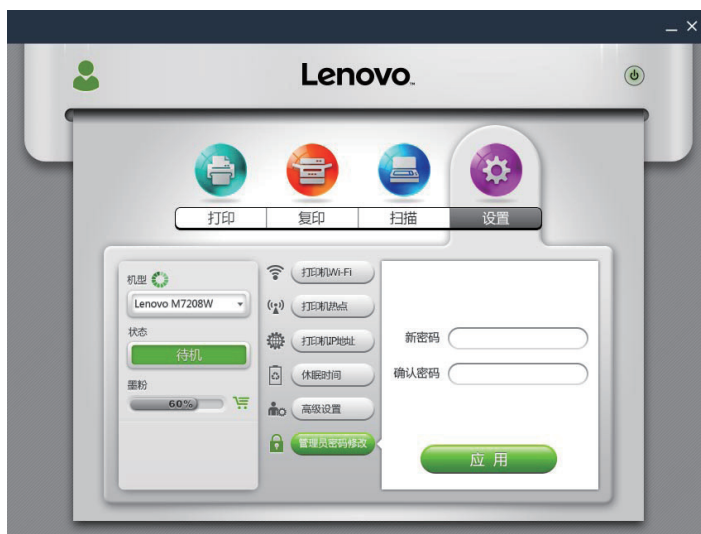 Lenovo
打印
复印
扫描
设置
机型
Lenovo M7208W
状态
待机
墨粉
60%
打印机Wi-Fi
打印机热点
打印机IP地址
休眠时间
高级设置
管理员密码修改
新密码
确认密码
应用